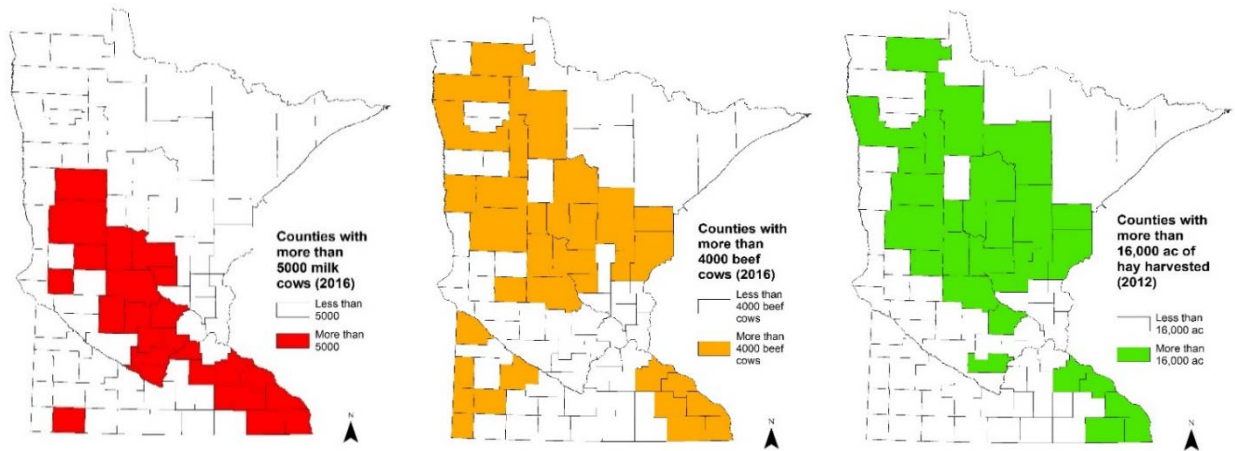 Counties with
more than
5000 milk
cows (2016)
Less than
5000
More than
5000
N
Counties with
more than
4000 beef
cows (2016)
Less than
4000 beef
cows
More than
4000 beef
cows
N
Counties with
more than
16,000 ac of
hay harvested
(2012)
Less than
16,000 ac
More than
16,000 ac
N